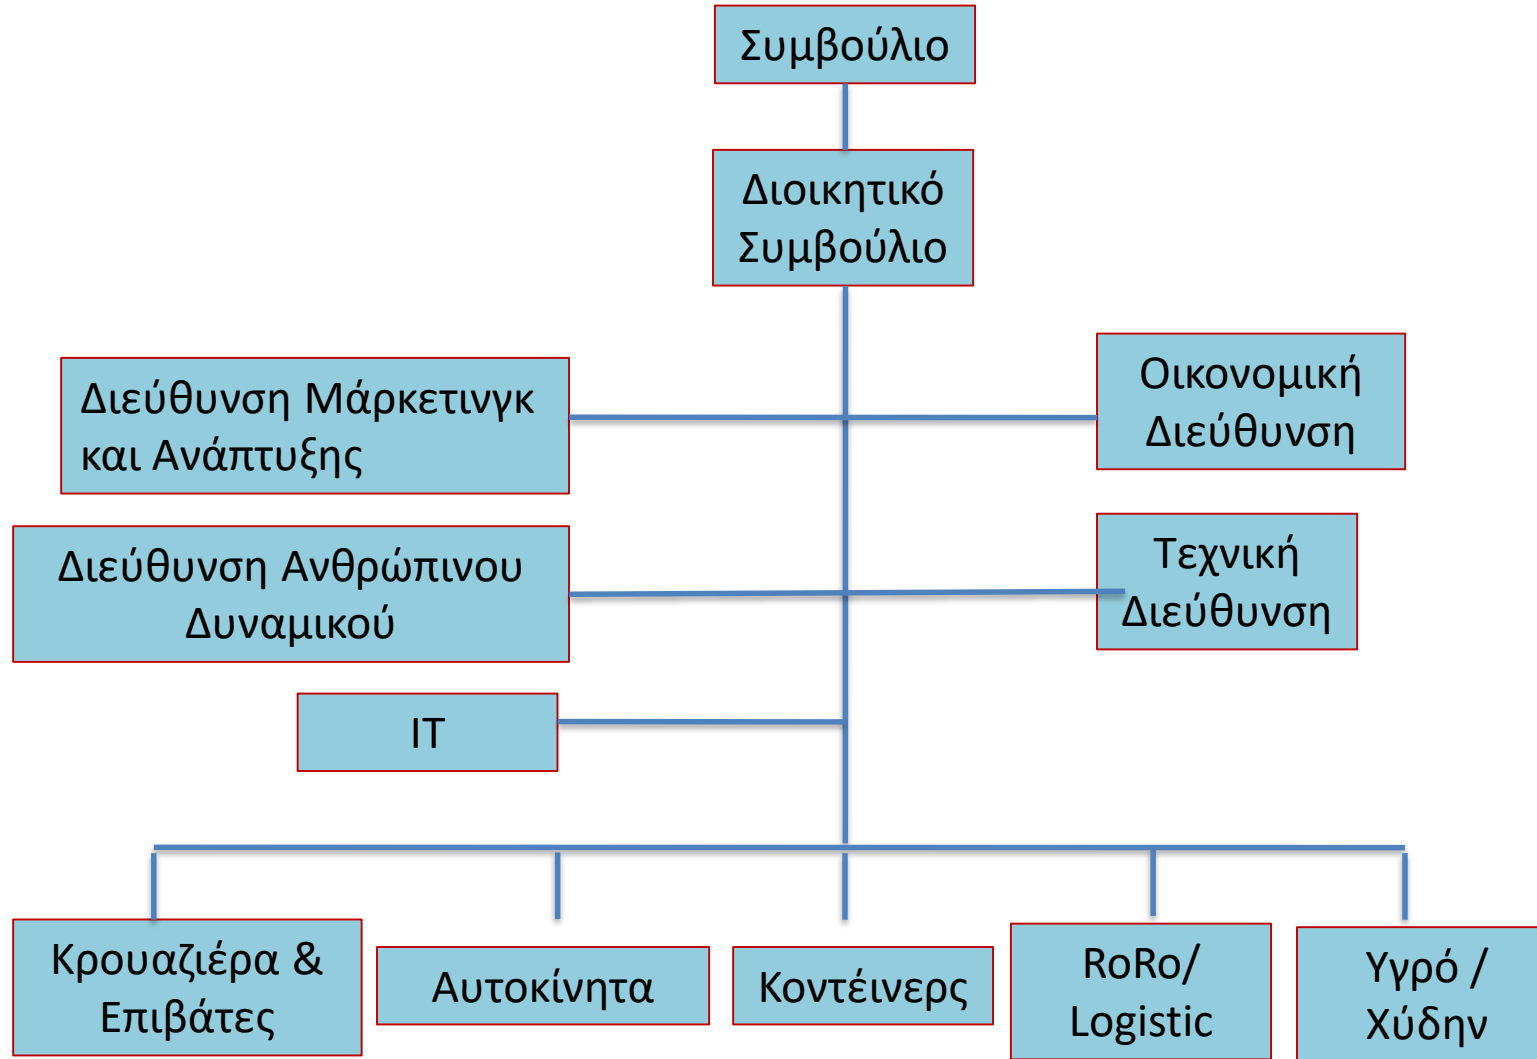 Συμβούλιο
Διοικητικό
Συμβούλιο
Διεύθυνση Μάρκετινγκ
και Ανάπτυξης
Οικονομική
Διεύθυνση
Διεύθυνση Ανθρώπινου
Δυναμικού
Τεχνική
Διεύθυνση
IT
Κρουαζιέρα &
Επιβάτες
Αυτοκίνητα
Κοντέινερς
RoRo/
Logistic
Υγρό /
Χύδην